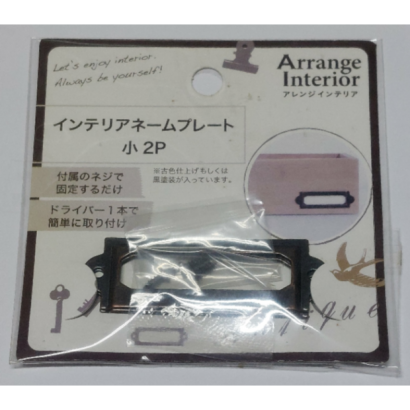 Let's enjoy interior.
Always be yourself!
Arrange
Interior
アレンジインテリア
インテリアネームプレート
小 2P
※古色仕上げもしくは
黒塗装が入っています。
付属のネジで
固定するだけ
ドライバー1本で
簡単に取り付け